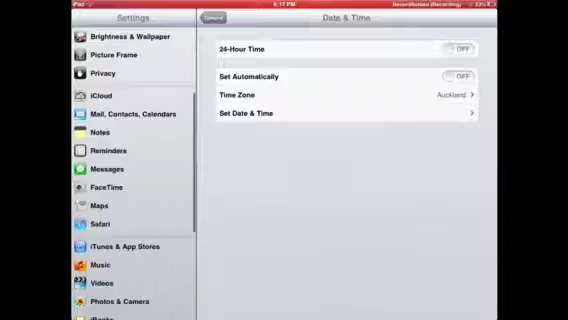 iPad
6:17 PM
(Recording)
Settings
General
Date & Time
Brightness & Wallpaper
Picture Frame
Privacy
iCloud
Mail, Contacts, Calendars
Notes
Reminders
Messages
FaceTime
Maps
Safari
iTunes & App Stores
Music
Videos
Photos & Camera
iBooks
24-Hour Time
OFF
Set Automatically
OFF
Time Zone
Auckland
Set Date & Time